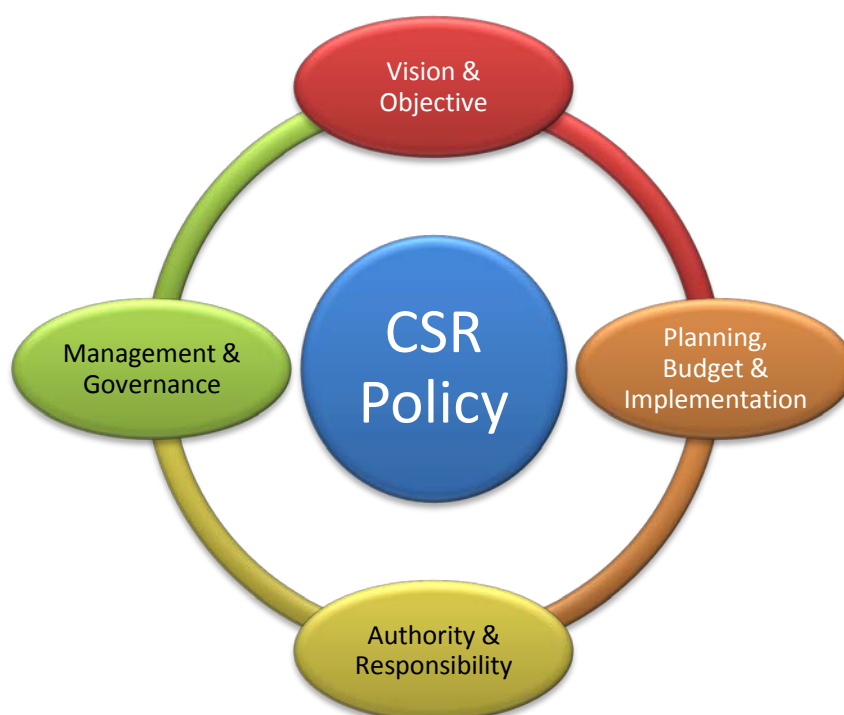 Vision &
Objective
CSR
Policy
Management &
Governance
Planning,
Budget &
Implementation
Authority &
Responsibility